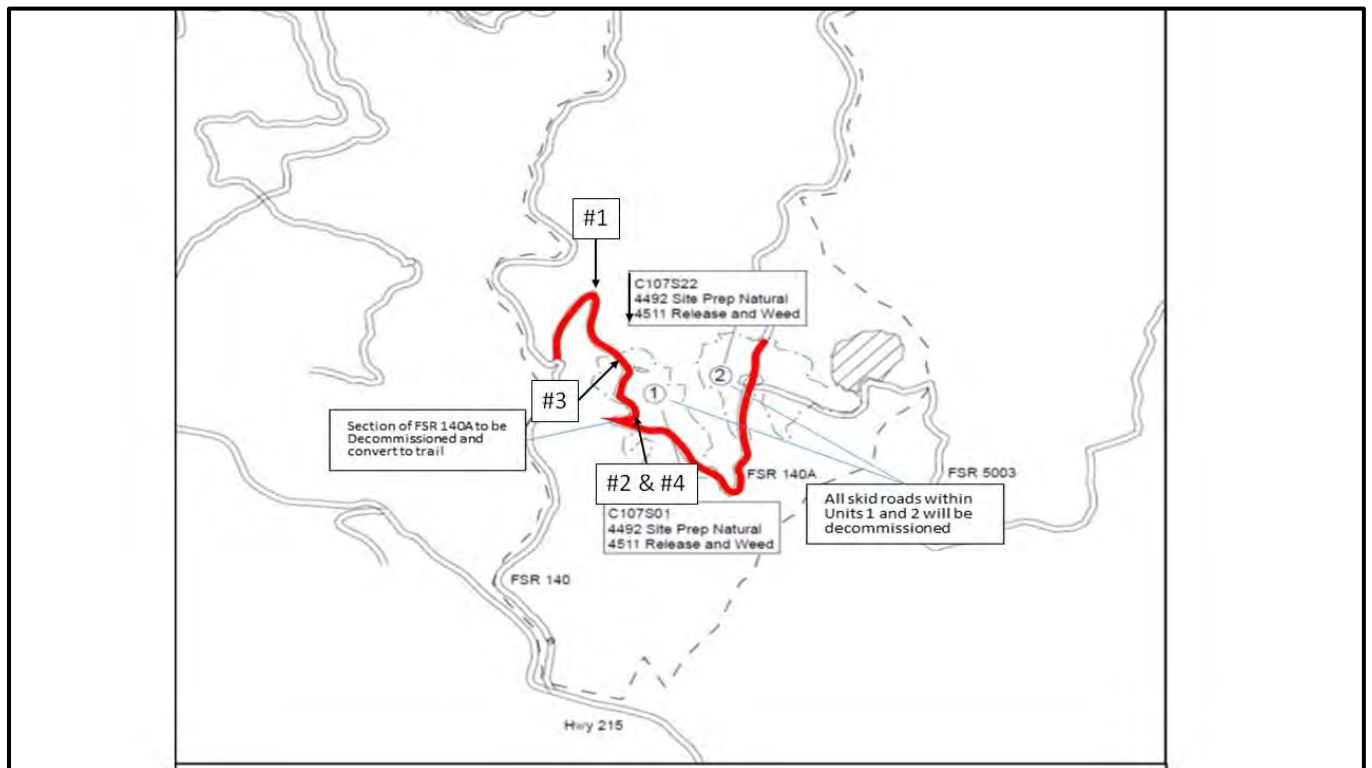 #1
C107S22
4492 Site Prep Natural
4511 Release and Weed
2
1
#3
Section of FSR 140A to be
Decommissioned and
convert to trail
#2 & #4
FSR 140A
FSR 5003
All skid roads within
Units 1 and 2 will be
decommissioned
C107S01
4492 Site Prep Natural
4511 Release and Weed
FSR 140
Hwy 215